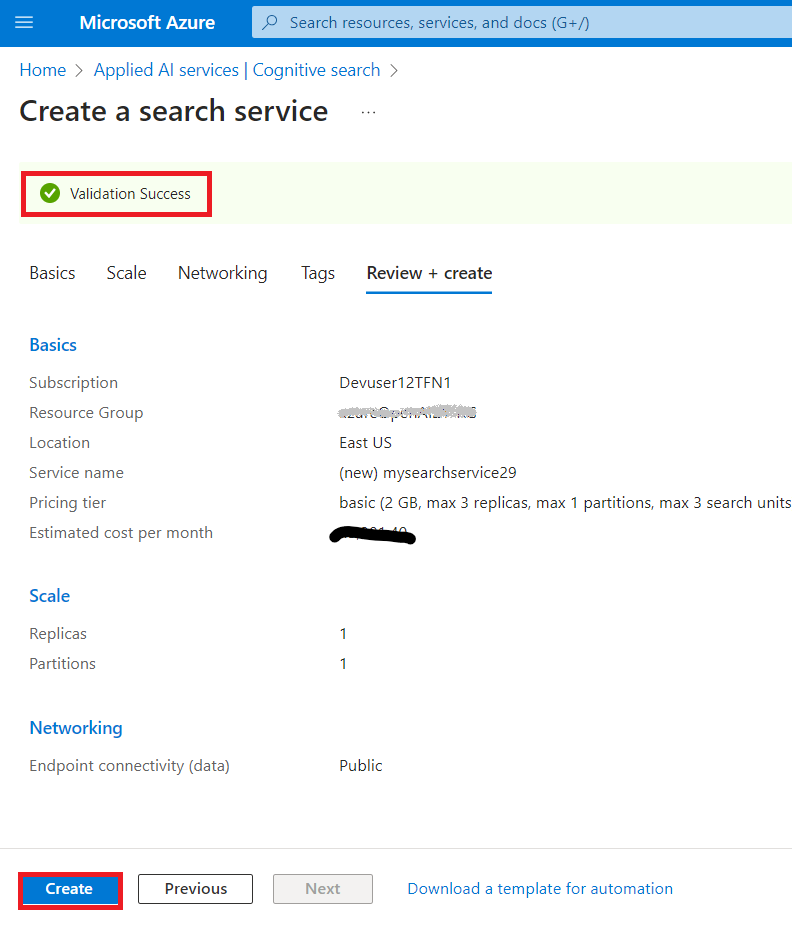 Microsoft Azure
Search resources, services, and docs (G+/)
Home > Applied AI services | Cognitive search >
Create a search service ...
Validation Success
Basics Scale Networking Tags Review + create
Basics
Subscription Devuser12TFN1
Resource Group
Location East US
Service name (new) mysearchservice29
Pricing tier basic (2 GB, max 3 replicas, max 1 partitions, max 3 search units
Estimated cost per month
Scale
Replicas 1
Partitions 1
Networking
Endpoint connectivity (data) Public
Create Previous Next Download a template for automation